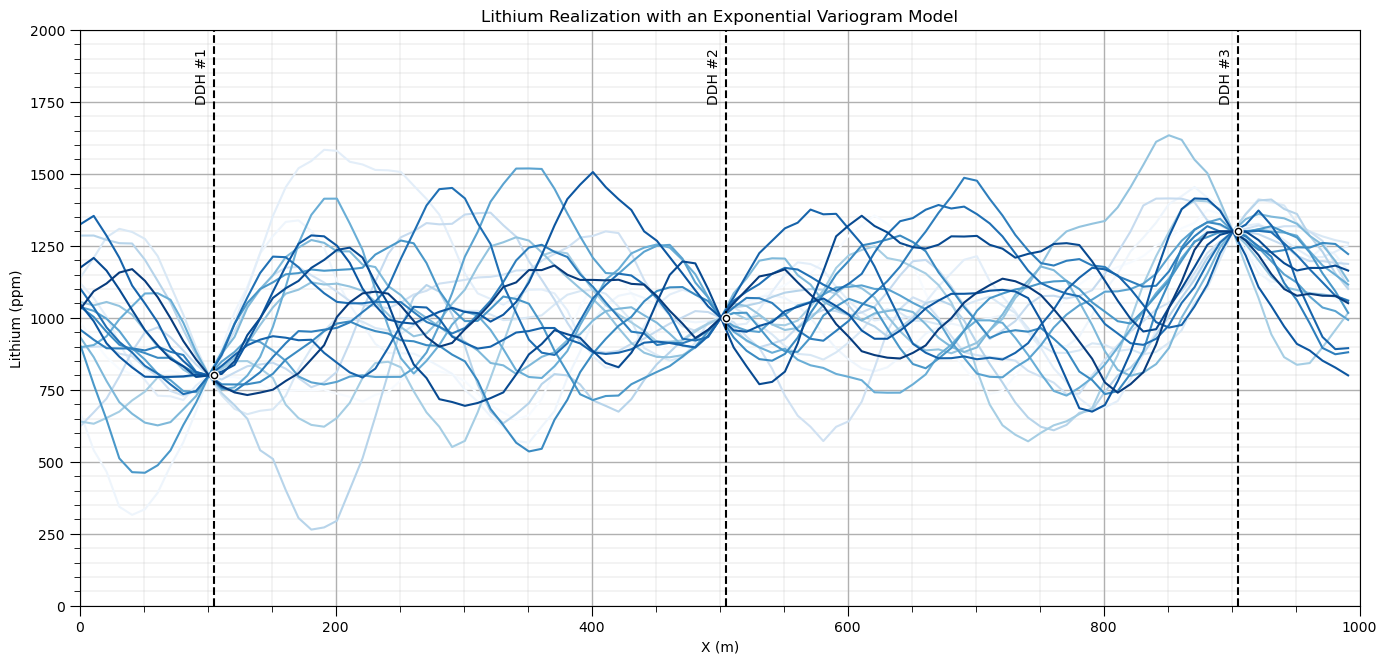 Lithium Realization with an Exponential Variogram Model
2000
1750
1500
1250
1000
750
500
250
0
Lithium (ppm)
DDH #1
DDH #2
DDH #3
0
200
400
600
800
1000
X (m)